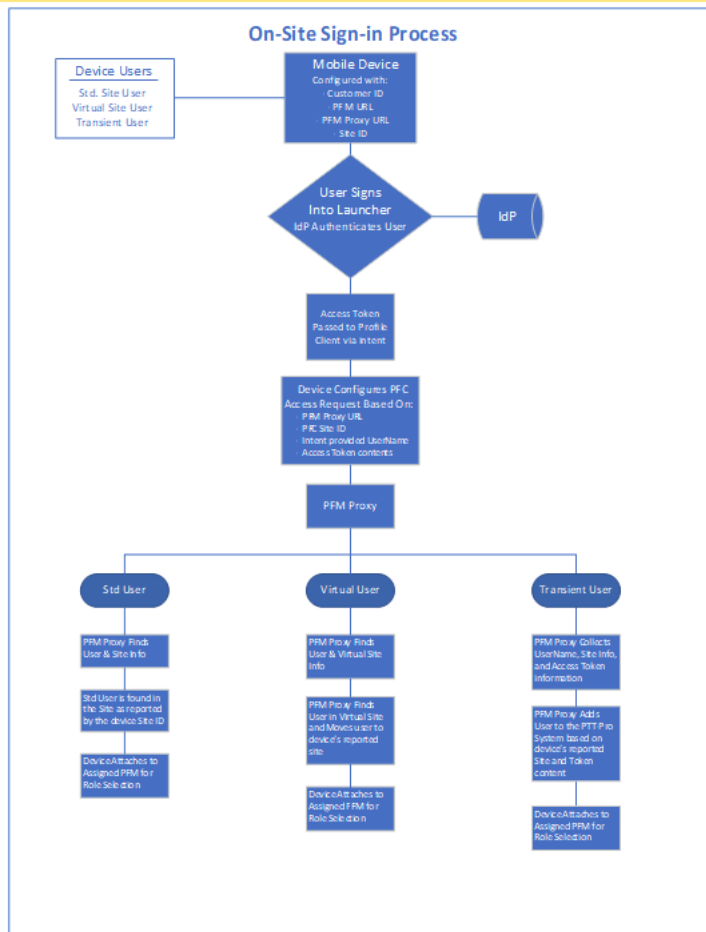 On-Site Sign-in Process
Device Users
Std. Site User
Virtual Site User
Transient User
Mobile Device
Configured with:
· Customer ID
· PFM URL
· PFM Proxy URL
· Site ID
User Signs
Into Launcher
IdP Authenticates User
IdP
Access Token
Passed to Profile
Client via Intent
Device Configures PFC
Access Request Based On:
· PFM Proxy URL
· PFC Site ID
· Intent provided UserName
· Access Token contents
PFM Proxy
Std User
PFM Proxy Finds
User & Site Info
Std User is found in
the Site as reported
by the device Site ID
Device Attaches to
Assigned PFM for
Role Selection
Virtual User
PFM Proxy Finds
User & Virtual Site
Info
PFM Proxy Finds
User in Virtual Site
and Moves user to
device's reported
site
Device Attaches to
Assigned PFM for
Role Selection
Transient User
PFM Proxy Collects
UserName, Site Info,
and Access Token
information
PFM Proxy Adds
User to the PTT Pro
System based on
device's reported
Site and Token
content
Device Attaches to
Assigned PFM for
Role Selection